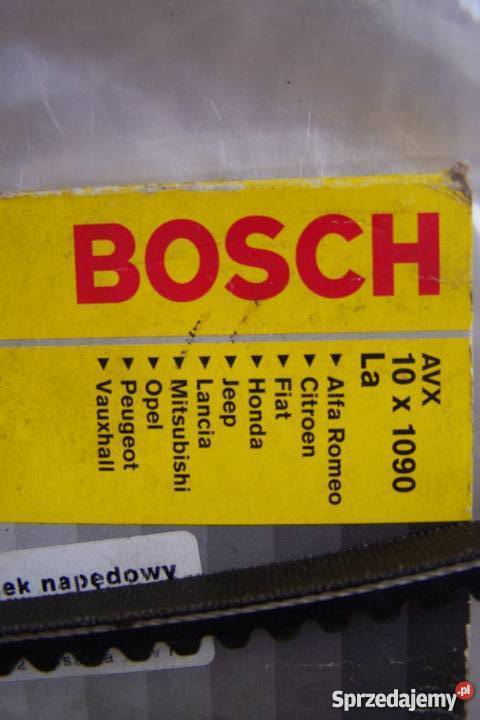 BOSCH
AVX
10 x 1090
La
▸ Alfa Romeo
▸ Citroen
▸ Fiat
▸ Honda
▸ Jeep
▸ Lancia
▸ Mitsubishi
▸ Opel
▸ Peugeot
▸ Vauxhall
ek napędowy
Sprzedajemy.pl